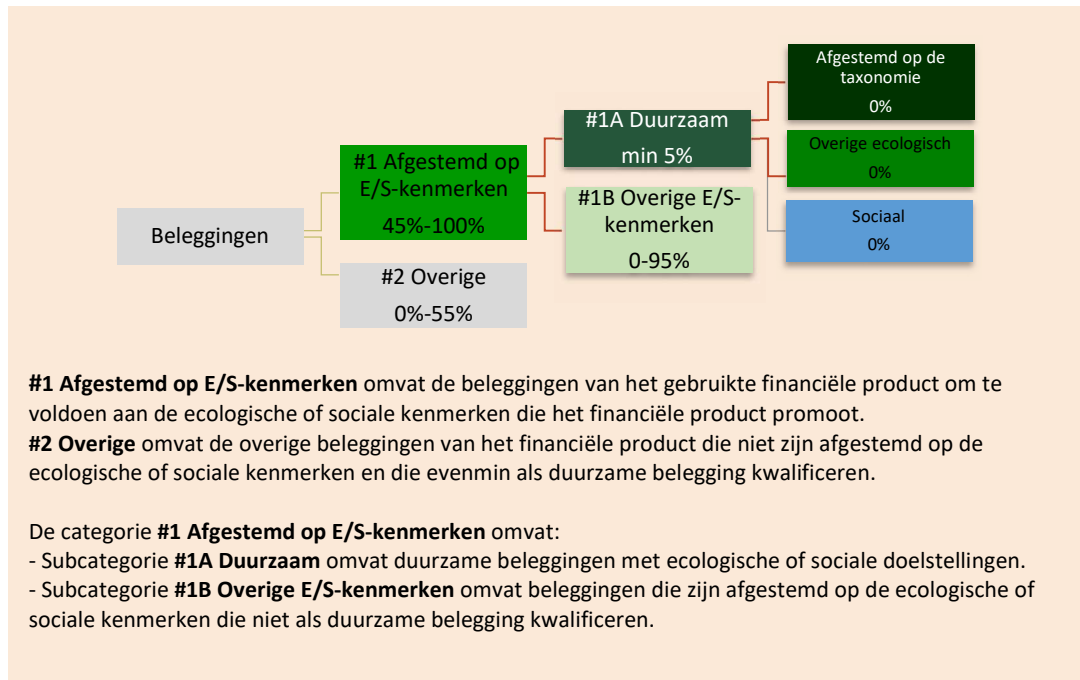 Beleggingen
#1 Afgestemd op
E/S-kenmerken
45%-100%
#2 Overige
0%-55%
#1A Duurzaam
min 5%
#1B Overige E/S-
kenmerken
0-95%
Afgestemd op de
taxonomie
0%
Overige ecologisch
0%
Sociaal
0%
#1 Afgestemd op E/S-kenmerken omvat de beleggingen van het gebruikte financiële product om te
voldoen aan de ecologische of sociale kenmerken die het financiële product promoot.
#2 Overige omvat de overige beleggingen van het financiële product die niet zijn afgestemd op de
ecologische of sociale kenmerken en die evenmin als duurzame belegging kwalificeren.
De categorie #1 Afgestemd op E/S-kenmerken omvat:
- Subcategorie #1A Duurzaam omvat duurzame beleggingen met ecologische of sociale doelstellingen.
- Subcategorie #1B Overige E/S-kenmerken omvat beleggingen die zijn afgestemd op de ecologische of
sociale kenmerken die niet als duurzame belegging kwalificeren.